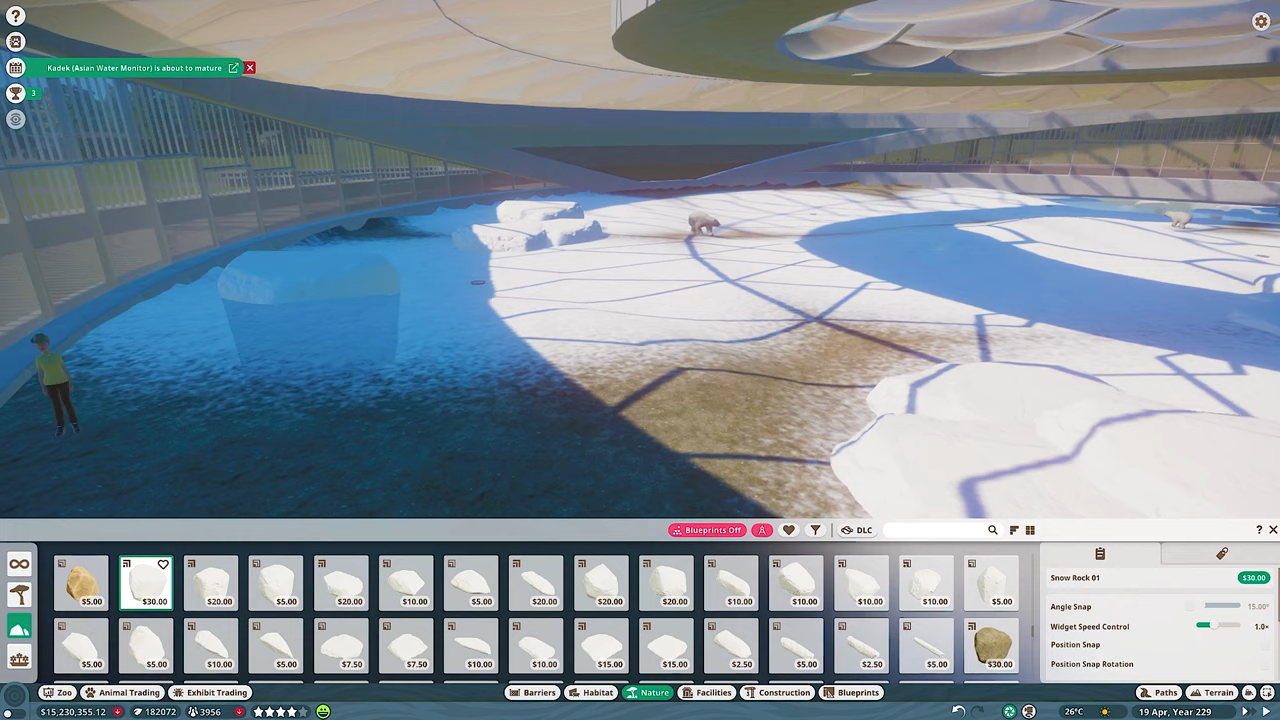 ?
Kadek (Asian Water Monitor) is about to mature
3
Blueprints Off
DLC
?
$5.00 $30.00 $20.00 $5.00 $20.00 $10.00 $5.00 $20.00 $20.00 $20.00 $10.00 $10.00 $10.00 $10.00 $5.00
$5.00 $5.00 $10.00 $5.00 $7.50 $7.50 $10.00 $10.00 $15.00 $15.00 $2.50 $5.00 $2.50 $5.00 $30.00
Snow Rock 01 $30.00
Angle Snap 15.00°
Widget Speed Control 1.0×
Position Snap
Position Snap Rotation
Zoo Animal Trading Exhibit Trading Barriers Habitat Nature Facilities Construction Blueprints Paths Terrain
$15,230,355.12 182072 3956 26°C 19 Apr, Year 229